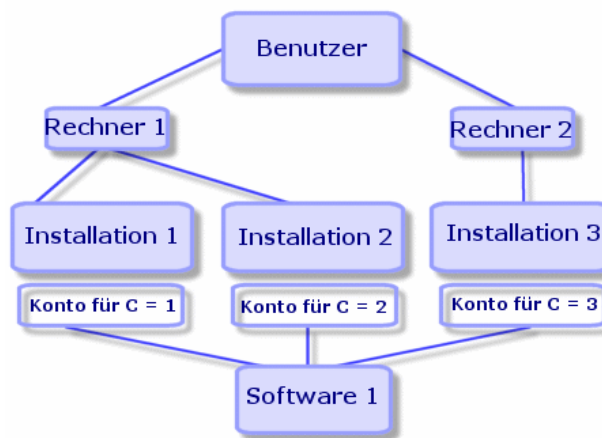 Benutzer
Rechner 1
Rechner 2
Installation 1
Installation 2
Installation 3
Konto für C = 1
Konto für C = 2
Konto für C = 3
Software 1